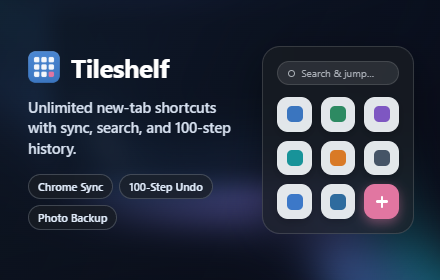 Tileshelf
Unlimited new-tab shortcuts
with sync, search, and 100-step
history.
Chrome Sync
100-Step Undo
Photo Backup
Search & jump...